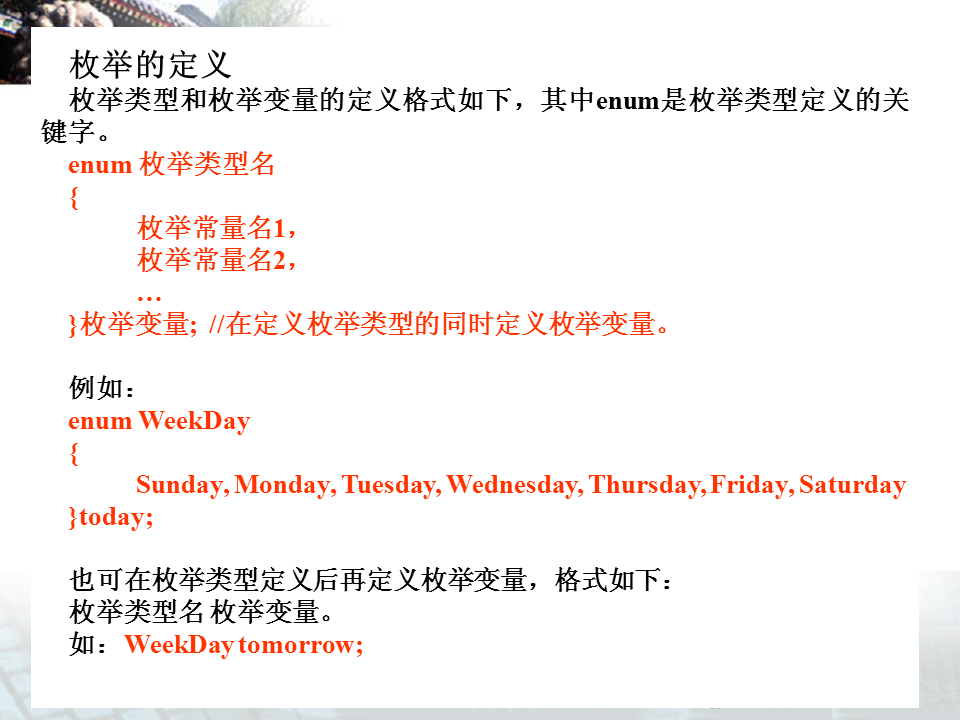 枚举的定义
枚举类型和枚举变量的定义格式如下，其中enum是枚举类型定义的关
键字。
enum 枚举类型名
{
枚举常量名1，
枚举常量名2，
…
}枚举变量; //在定义枚举类型的同时定义枚举变量。
例如：
enum WeekDay
{
Sunday, Monday, Tuesday, Wednesday, Thursday, Friday, Saturday
}today;
也可在枚举类型定义后再定义枚举变量，格式如下：
枚举类型名 枚举变量。
如：WeekDay tomorrow;